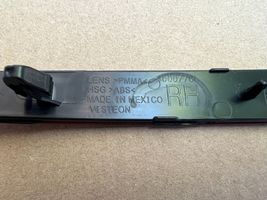 LENS >PMMA<
HSG >ABS<
MADE IN MEXICO
VISTEON
RH